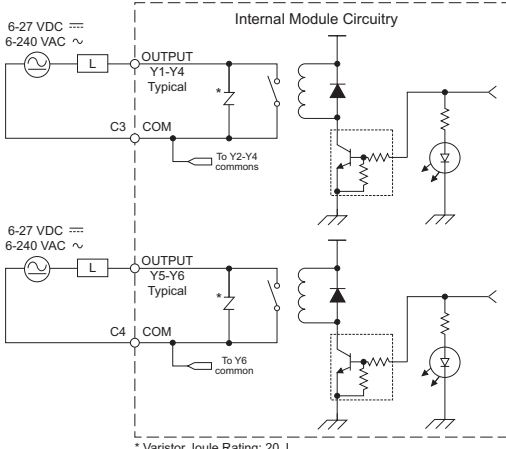 Internal Module Circuitry
6-27 VDC
6-240 VAC ~
L
OUTPUT
Y1-Y4
Typical
*
C3 COM
To Y2-Y4
commons
6-27 VDC
6-240 VAC ~
L
OUTPUT
Y5-Y6
Typical
*
C4 COM
To Y6
common
* Varistor Joule Rating: 20 J